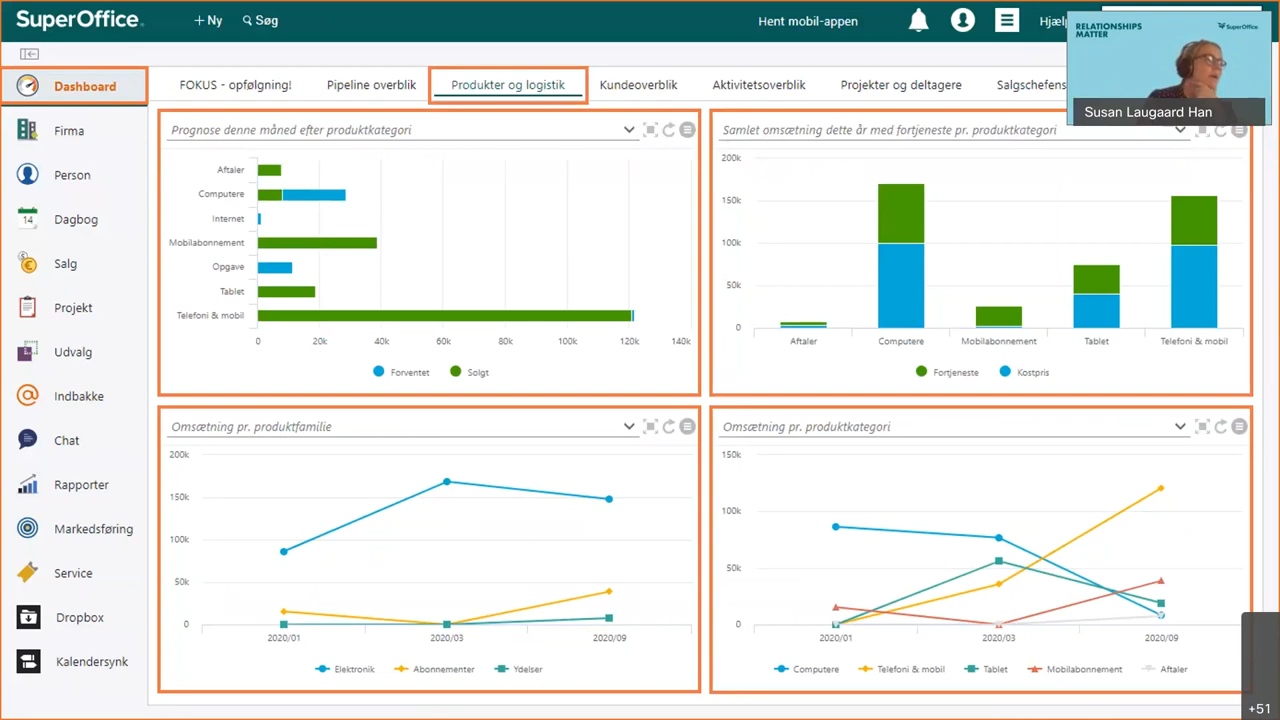 SuperOffice
+ Ny
Søg
Hent mobil-appen
Hjælp
RELATIONSHIPS
MATTER
SuperOffice
Susan Laugaard Han
Dashboard
Firma
Person
14
Dagbog
Salg
Projekt
Udvalg
Indbakke
Chat
Rapporter
Markedsføring
Service
Dropbox
Kalendersynk
FOKUS - opfølgning!
Pipeline overblik
Produkter og logistik
Kundeoverblik
Aktivitetsoverblik
Projekter og deltagere
Salgschefens
Prognose denne måned efter produktkategori
Aftaler
Computere
Internet
Mobilabonnement
Opgave
Tablet
Telefoni & mobil
0 20k 40k 60k 80k 100k 120k 140k
Forventet Solgt
Samlet omsætning dette år med fortjeneste pr. produktkategori
200k
150k
100k
50k
0
Aftaler Computere Mobilabonnement Tablet Telefoni & mobil
Fortjeneste Kostpris
Omsætning pr. produktfamilie
200k
150k
100k
50k
0
2020/01 2020/03 2020/09
Elektronik Abonnementer Ydelser
Omsætning pr. produktkategori
150k
100k
50k
0
2020/01 2020/03 2020/09
Computere Telefoni & mobil Tablet Mobilabonnement Aftaler
+51